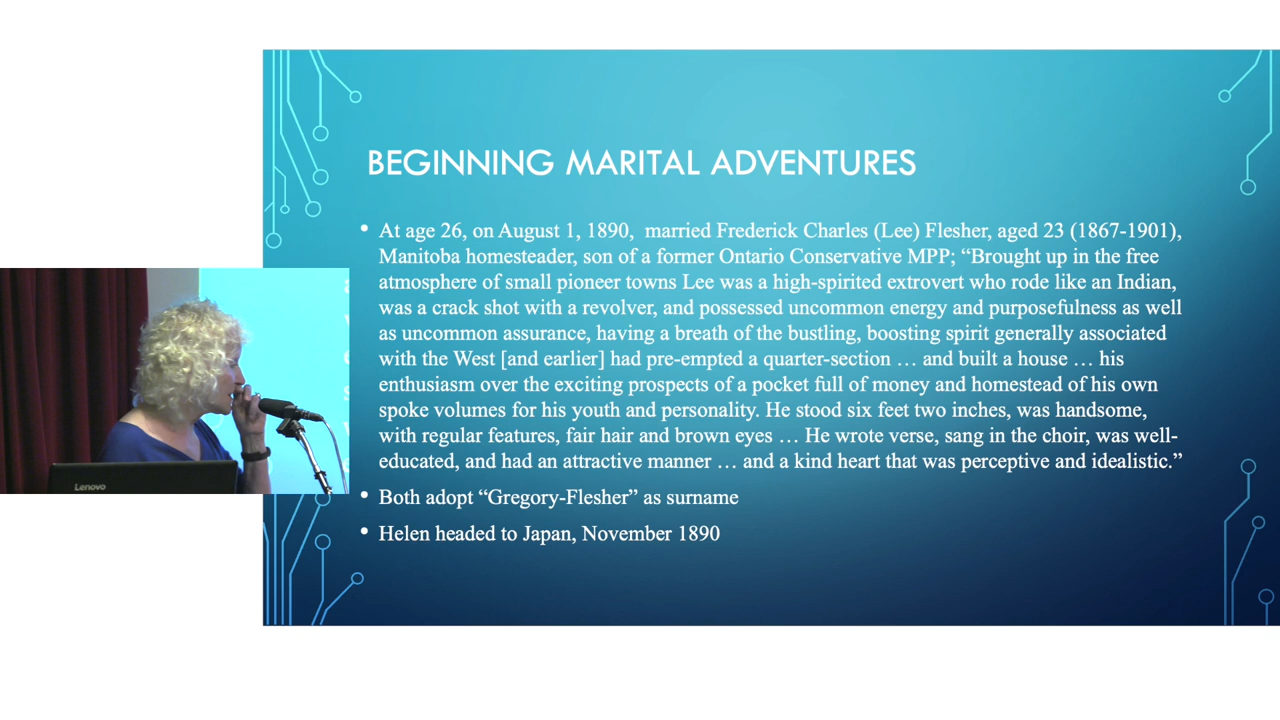 BEGINNING MARITAL ADVENTURES
• At age 26, on August 1, 1890, married Frederick Charles (Lee) Flesher, aged 23 (1867-1901),
Manitoba homesteader, son of a former Ontario Conservative MPP; “Brought up in the free
atmosphere of small pioneer towns Lee was a high-spirited extrovert who rode like an Indian,
was a crack shot with a revolver, and possessed uncommon energy and purposefulness as well
as uncommon assurance, having a breath of the bustling, boosting spirit generally associated
with the West [and earlier] had pre-empted a quarter-section … and built a house … his
enthusiasm over the exciting prospects of a pocket full of money and homestead of his own
spoke volumes for his youth and personality. He stood six feet two inches, was handsome,
with regular features, fair hair and brown eyes … He wrote verse, sang in the choir, was well-
educated, and had an attractive manner … and a kind heart that was perceptive and idealistic.”
• Both adopt “Gregory-Flesher” as surname
• Helen headed to Japan, November 1890
Lenovo